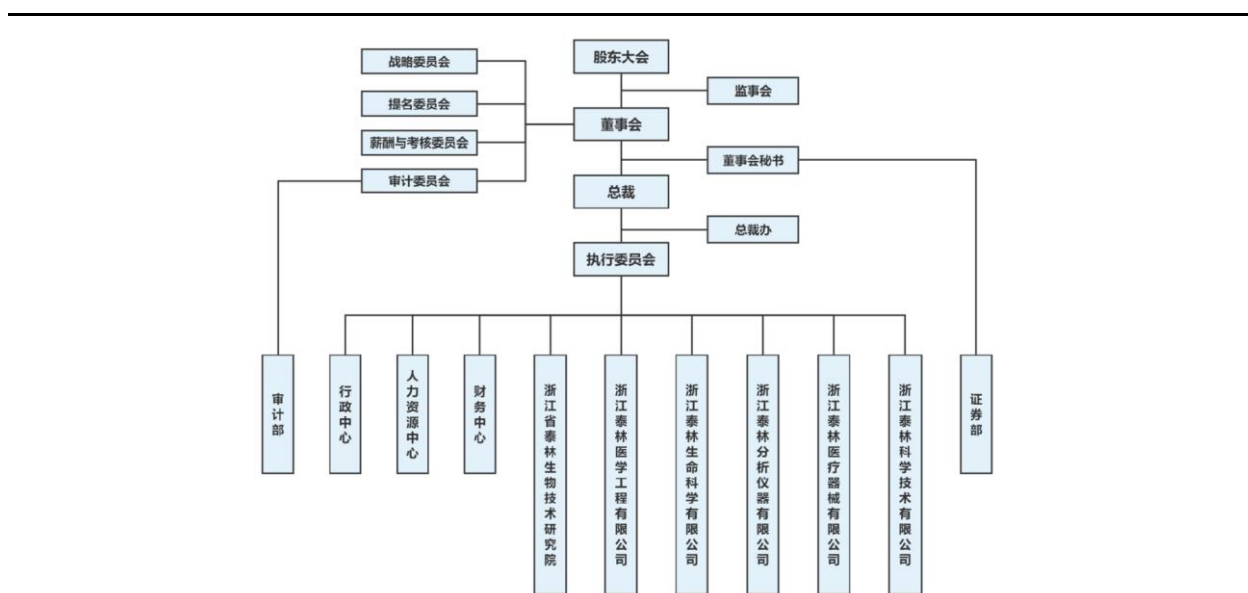 股东大会
战略委员会
监事会
提名委员会
董事会
薪酬与考核委员会
董事会秘书
审计委员会
总裁
总裁办
执行委员会
审计部
行政中心
人力资源中心
财务中心
浙江省泰林生物技术研究院
浙江泰林医学工程有限公司
浙江泰林生命科学有限公司
浙江泰林分析仪器有限公司
浙江泰林医疗器械有限公司
浙江泰林科学技术有限公司
证券部